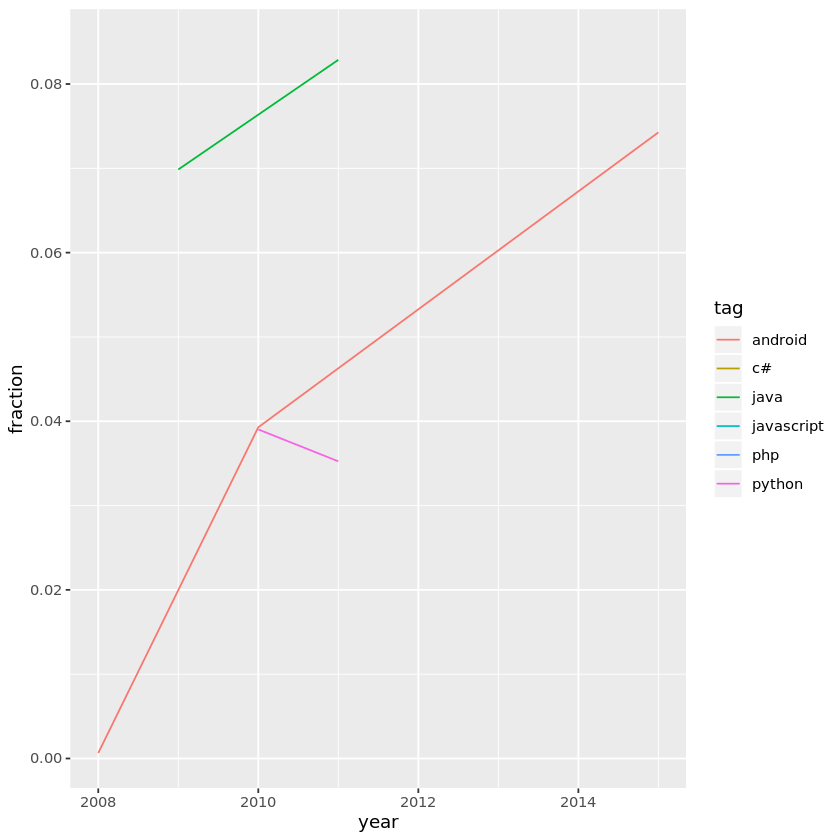 0.08
0.06
0.04
0.02
0.00
fraction
2008 2010 2012 2014
year
tag
android
c#
java
javascript
php
python